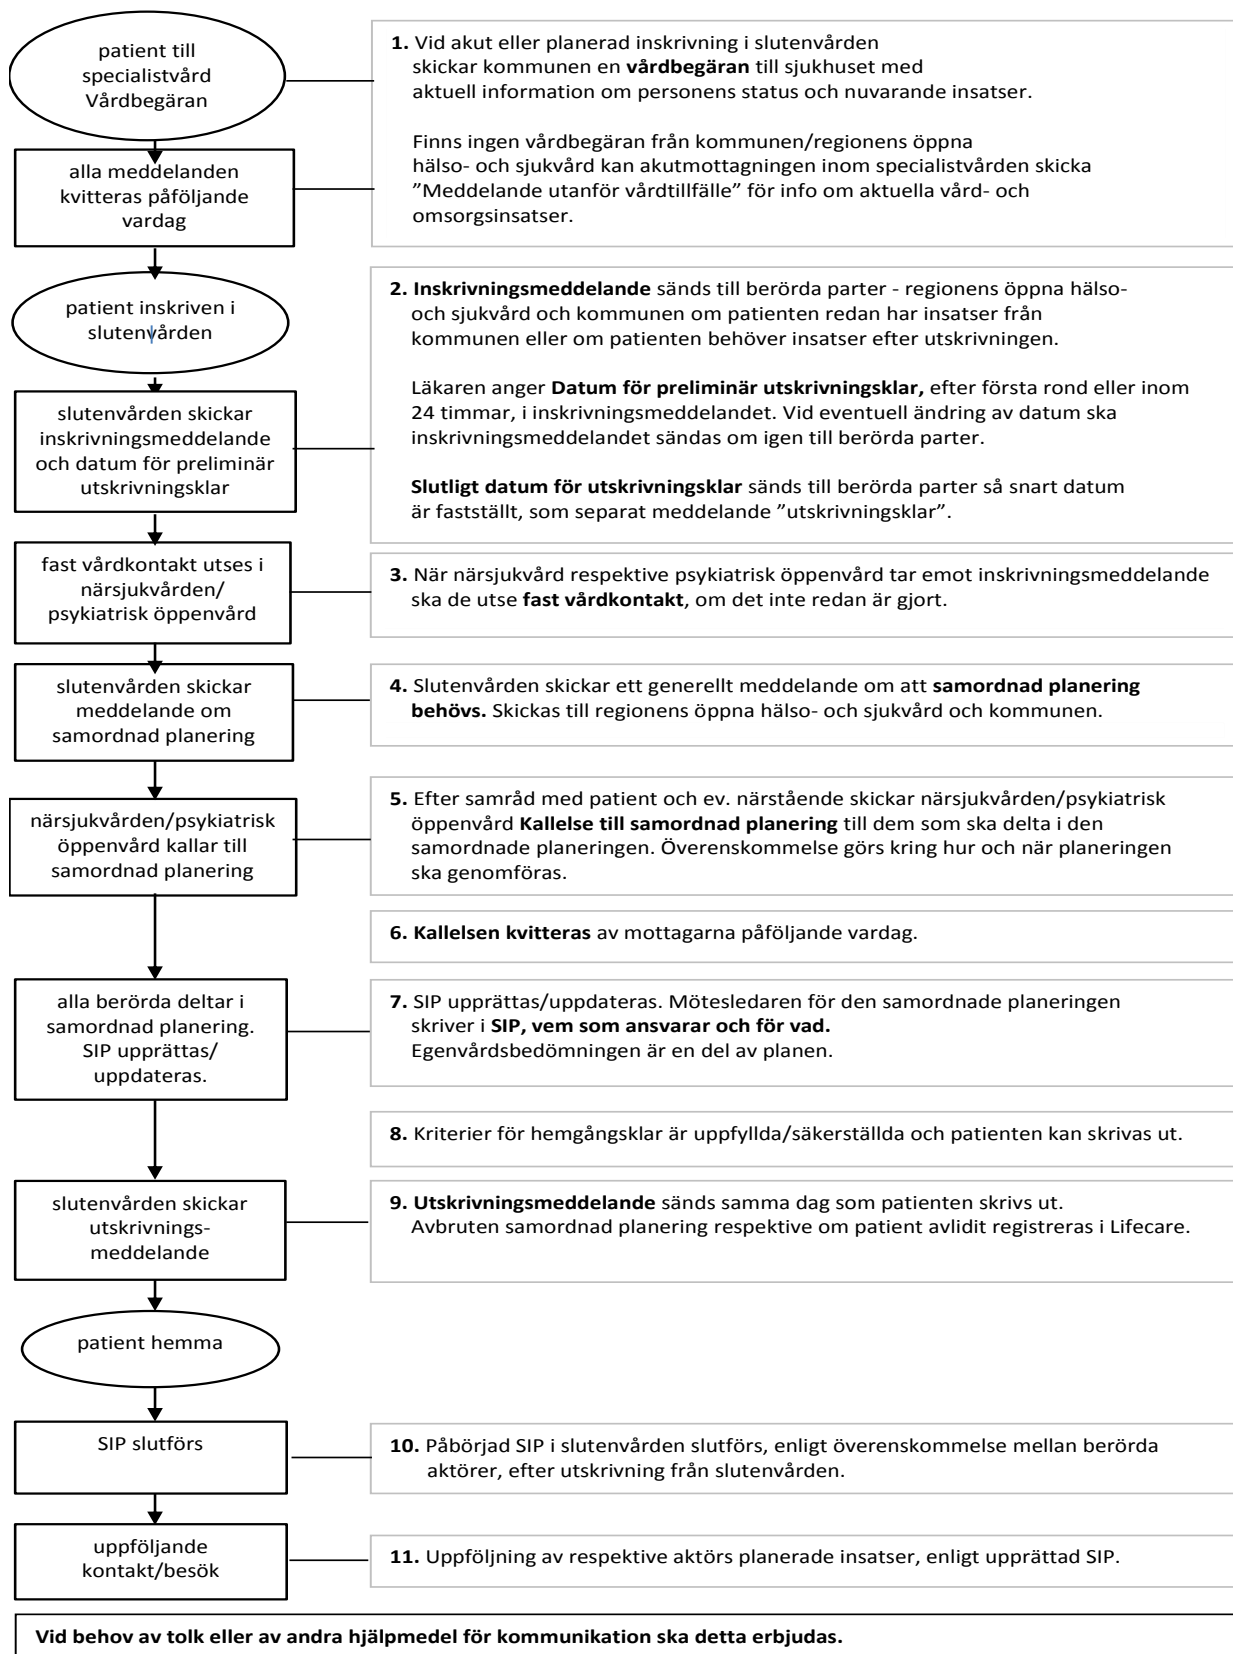 patient till
specialistvård
Vårdbegäran
1. Vid akut eller planerad inskrivning i slutenvården
skickar kommunen en vårdbegäran till sjukhuset med
aktuell information om personens status och nuvarande insatser.
Finns ingen vårdbegäran från kommunen/regionens öppna
hälso- och sjukvård kan akutmottagningen inom specialistvården skicka
”Meddelande utanför vårdtillfälle” för info om aktuella vård- och
omsorgsinsatser.
alla meddelanden
kvitteras påföljande
vardag
patient inskriven i
slutenvården
2. Inskrivningsmeddelande sänds till berörda parter - regionens öppna hälso-
och sjukvård och kommunen om patienten redan har insatser från
kommunen eller om patienten behöver insatser efter utskrivningen.
Läkaren anger Datum för preliminär utskrivningsklar, efter första rond eller inom
24 timmar, i inskrivningsmeddelandet. Vid eventuell ändring av datum ska
inskrivningsmeddelandet sändas om igen till berörda parter.
Slutligt datum för utskrivningsklar sänds till berörda parter så snart datum
är fastställt, som separat meddelande ”utskrivningsklar”.
slutenvården skickar
inskrivningsmeddelande
och datum för preliminär
utskrivningsklar
fast vårdkontakt utses i
närsjukvården/
psykiatrisk öppenvård
3. När närsjukvård respektive psykiatrisk öppenvård tar emot inskrivningsmeddelande
ska de utse fast vårdkontakt, om det inte redan är gjort.
slutenvården skickar
meddelande om
samordnad planering
4. Slutenvården skickar ett generellt meddelande om att samordnad planering
behövs. Skickas till regionens öppna hälso- och sjukvård och kommunen.
närsjukvården/psykiatrisk
öppenvård kallar till
samordnad planering
5. Efter samråd med patient och ev. närstående skickar närsjukvården/psykiatrisk
öppenvård Kallelse till samordnad planering till dem som ska delta i den
samordnade planeringen. Överenskommelse görs kring hur och när planeringen
ska genomföras.
6. Kallelsen kvitteras av mottagarna påföljande vardag.
alla berörda deltar i
samordnad planering.
SIP upprättas/
uppdateras.
7. SIP upprättas/uppdateras. Mötesledaren för den samordnade planeringen
skriver i SIP, vem som ansvarar och för vad.
Egenvårdsbedömningen är en del av planen.
8. Kriterier för hemgångsklar är uppfyllda/säkerställda och patienten kan skrivas ut.
slutenvården skickar
utskrivnings-
meddelande
9. Utskrivningsmeddelande sänds samma dag som patienten skrivs ut.
Avbruten samordnad planering respektive om patient avlidit registreras i Lifecare.
patient hemma
SIP slutförs
10. Påbörjad SIP i slutenvården slutförs, enligt överenskommelse mellan berörda
aktörer, efter utskrivning från slutenvården.
uppföljande
kontakt/besök
11. Uppföljning av respektive aktörs planerade insatser, enligt upprättad SIP.
Vid behov av tolk eller av andra hjälpmedel för kommunikation ska detta erbjudas.